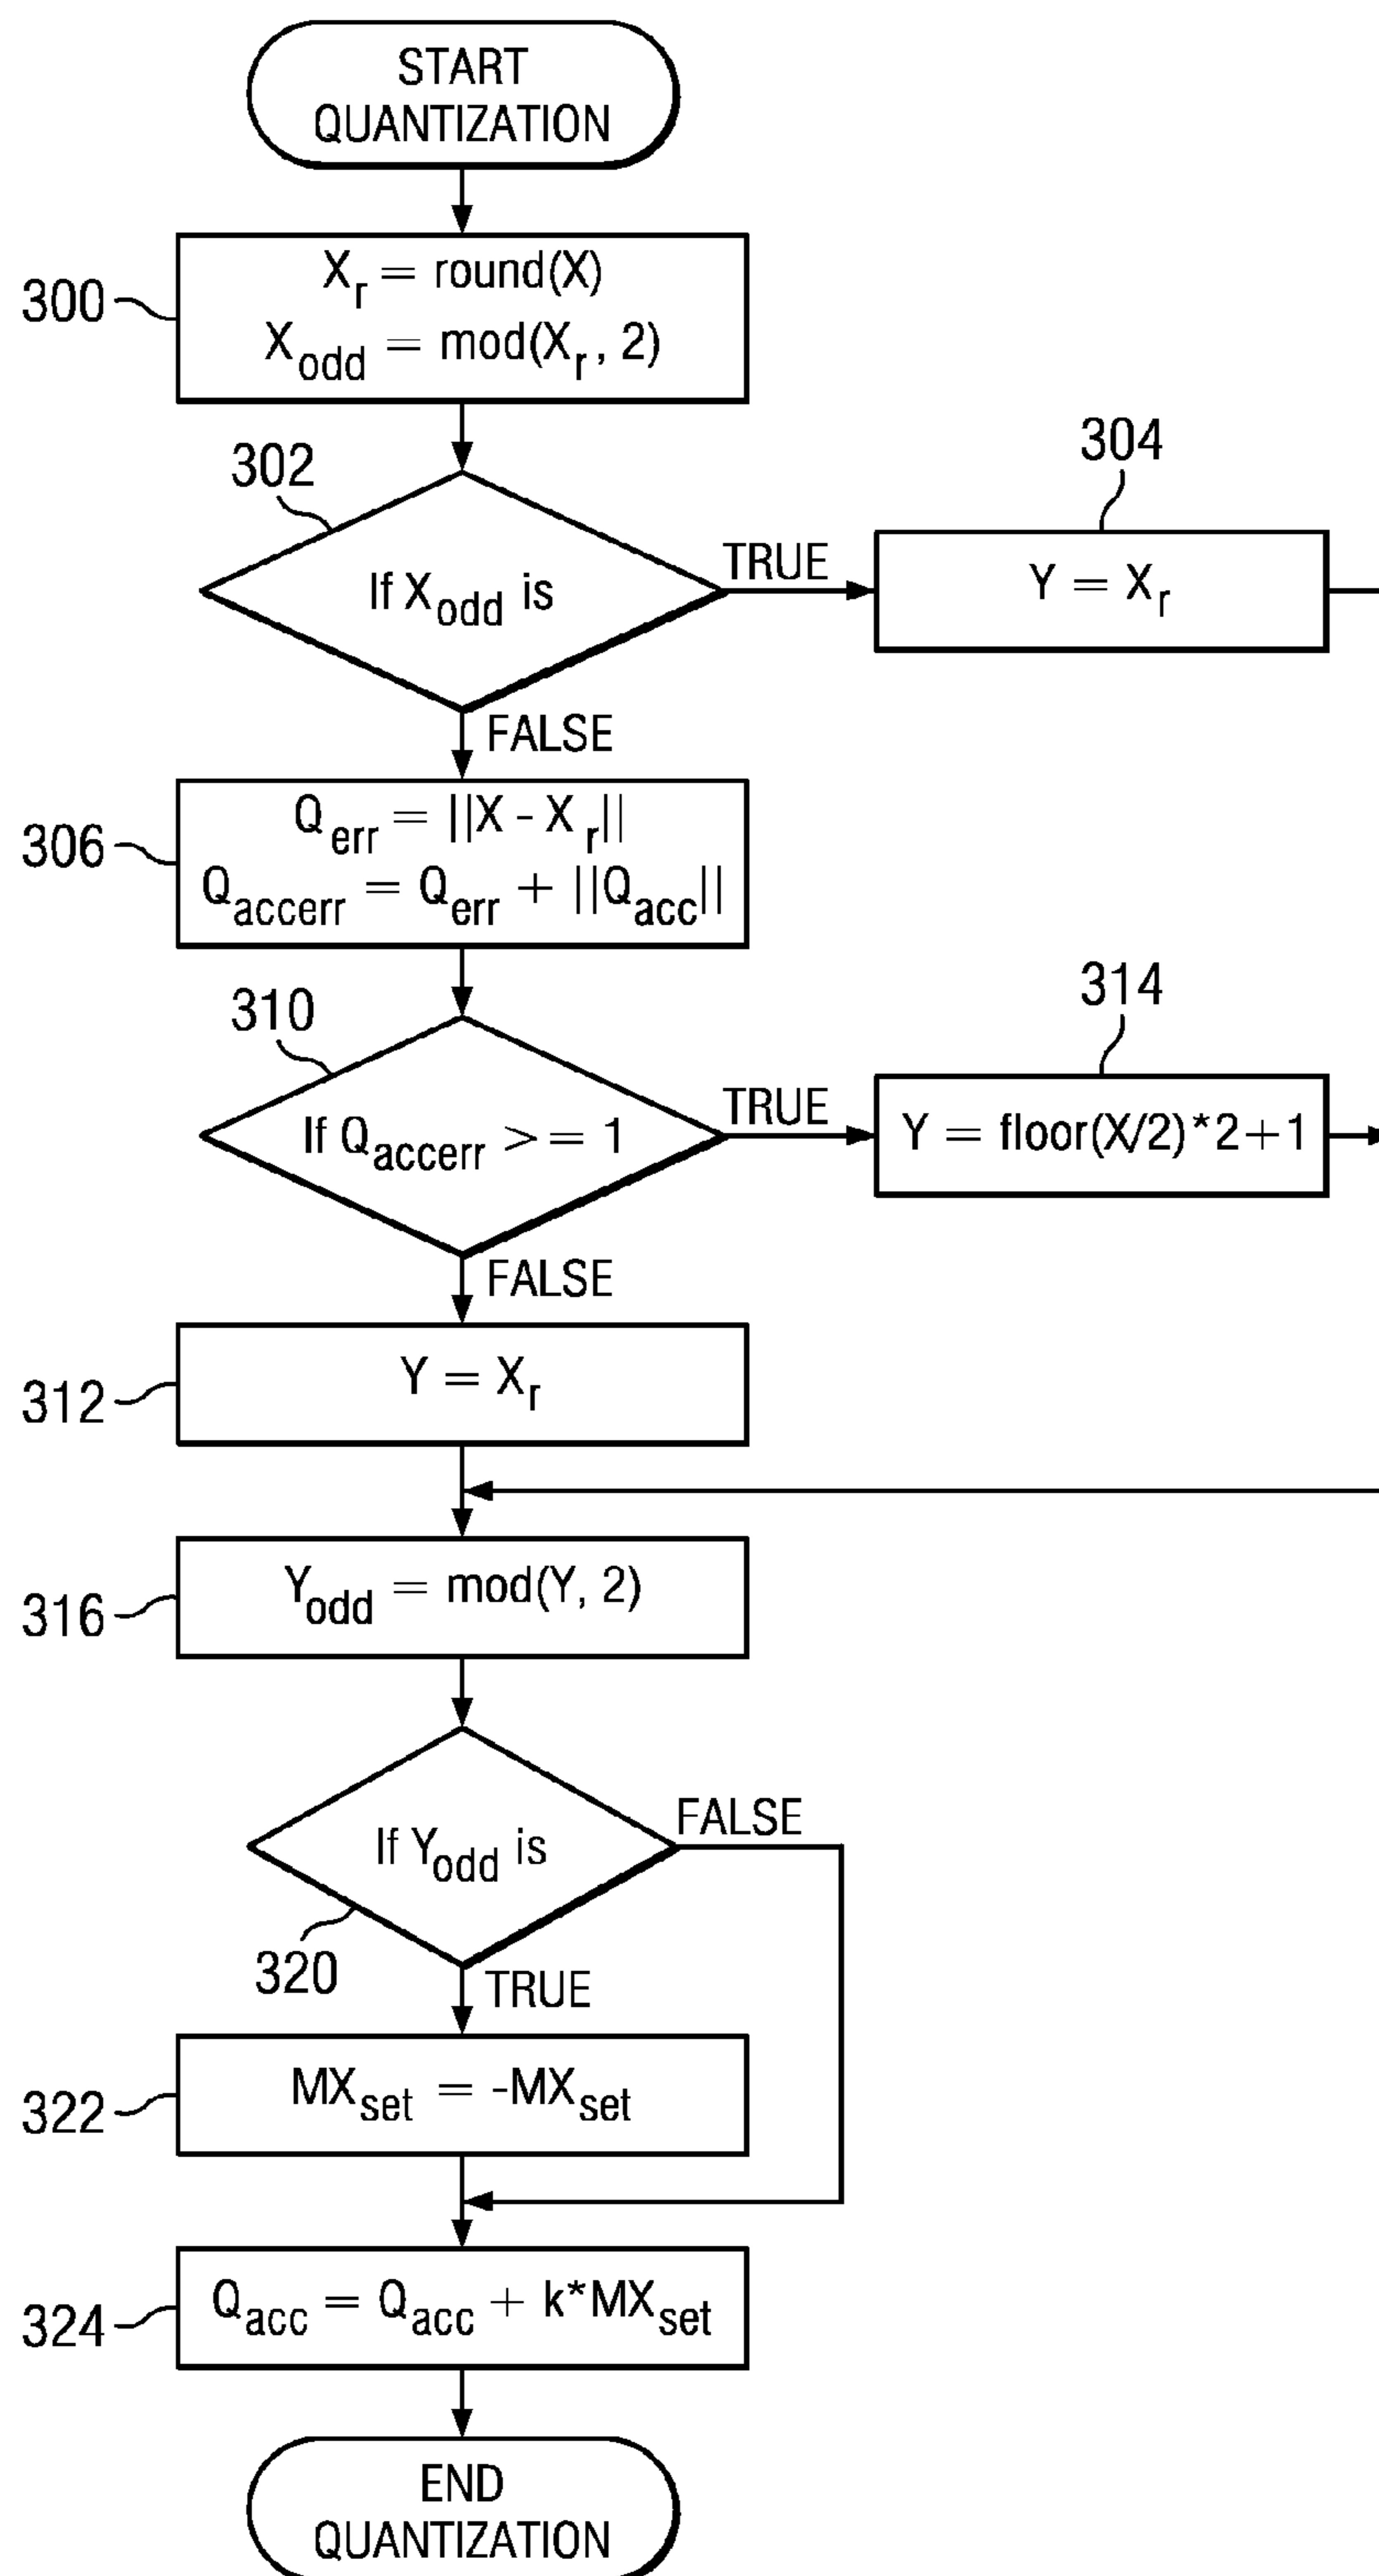 START
QUANTIZATION
300
X_r = round(X)
X_odd = mod(X_r, 2)
302
If X_odd is
TRUE
304
Y = X_r
FALSE
306
Q_err = ||X - X_r||
Q_accerr = Q_err + ||Q_acc||
310
If Q_accerr >= 1
TRUE
314
Y = floor(X/2)*2+1
FALSE
312
Y = X_r
316
Y_odd = mod(Y, 2)
If Y_odd is
FALSE
320
TRUE
322
MX_set = -MX_set
324
Q_acc = Q_acc + k*MX_set
END
QUANTIZATION